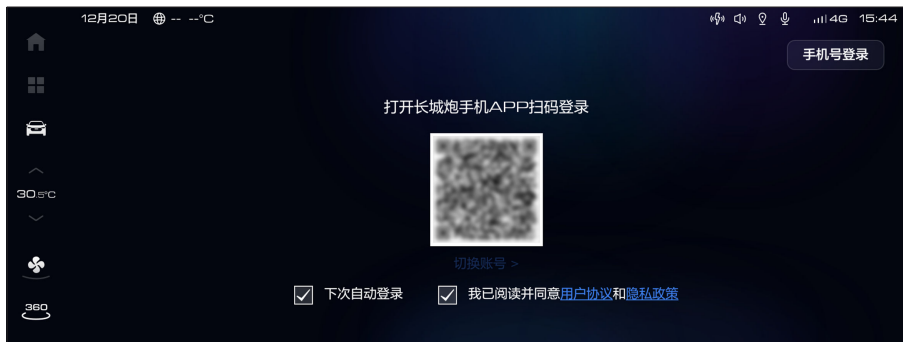 12月20日 -- --°C
4G 15:44
手机号登录
打开长城炮手机APP扫码登录
30.5°C
切换账号 >
下次自动登录 我已阅读并同意用户协议和隐私政策
360